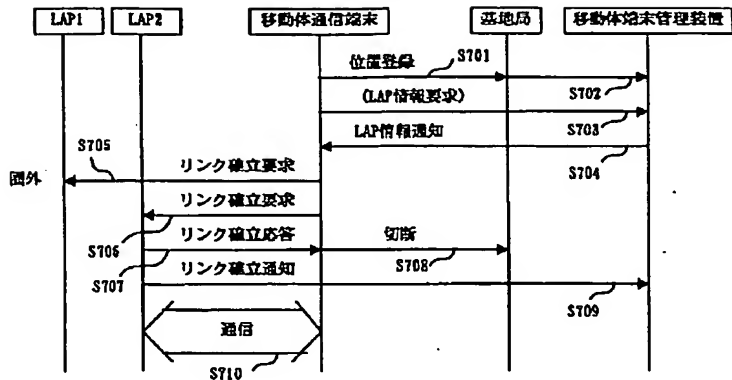 LAP1 LAP2 移動体通信端末 基地局 移動体端末管理装置
位置登録 S701
S702
(LAP情報要求)
S703
LAP情報通知
S704
S705 リンク確立要求
圏外
リンク確立要求
S706
リンク確立応答 切断
S707 S708
リンク確立通知
S709
通信
S710